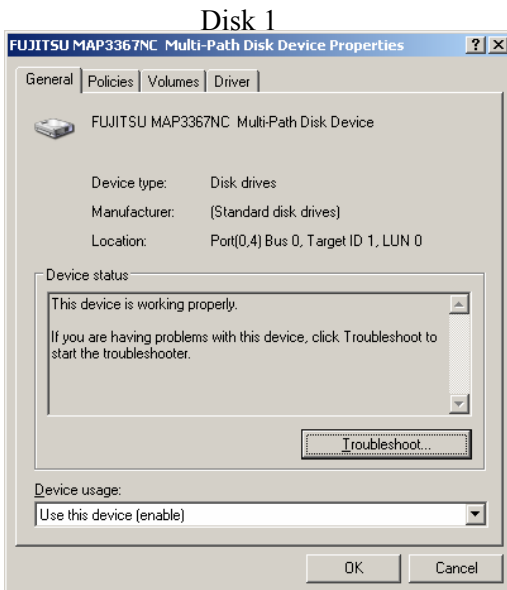 Disk 1
FUJITSU MAP3367NC  Multi-Path Disk Device Properties
General Policies Volumes Driver
FUJITSU MAP3367NC  Multi-Path Disk Device
Device type: Disk drives
Manufacturer: (Standard disk drives)
Location: Port(0,4) Bus 0, Target ID 1, LUN 0
Device status
This device is working properly.
If you are having problems with this device, click Troubleshoot to
start the troubleshooter.
Troubleshoot...
Device usage:
Use this device (enable)
OK Cancel